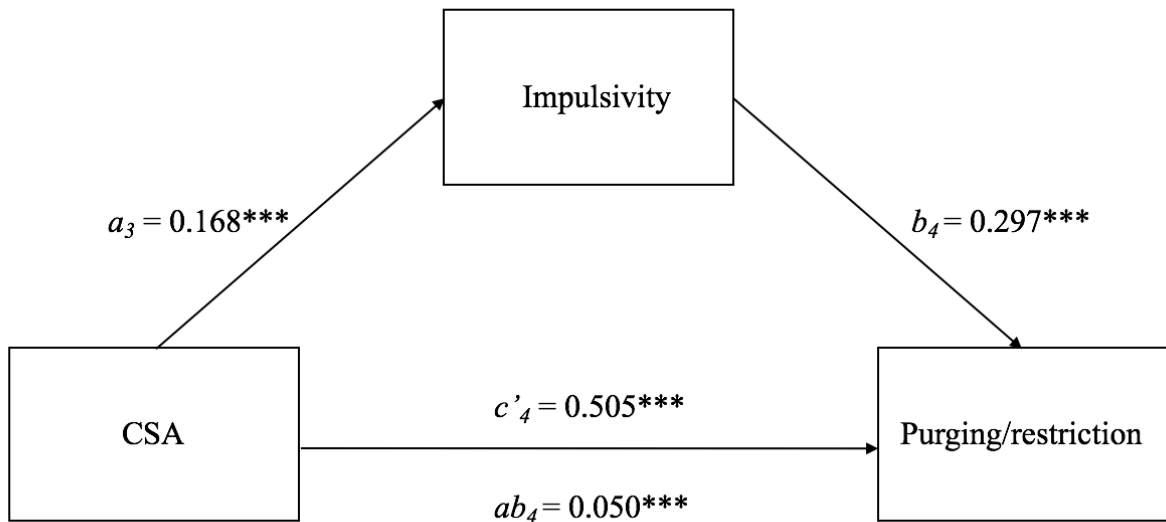 Impulsivity
a₃ = 0.168***
b₄ = 0.297***
CSA
c’₄ = 0.505***
Purging/restriction
ab₄ = 0.050***